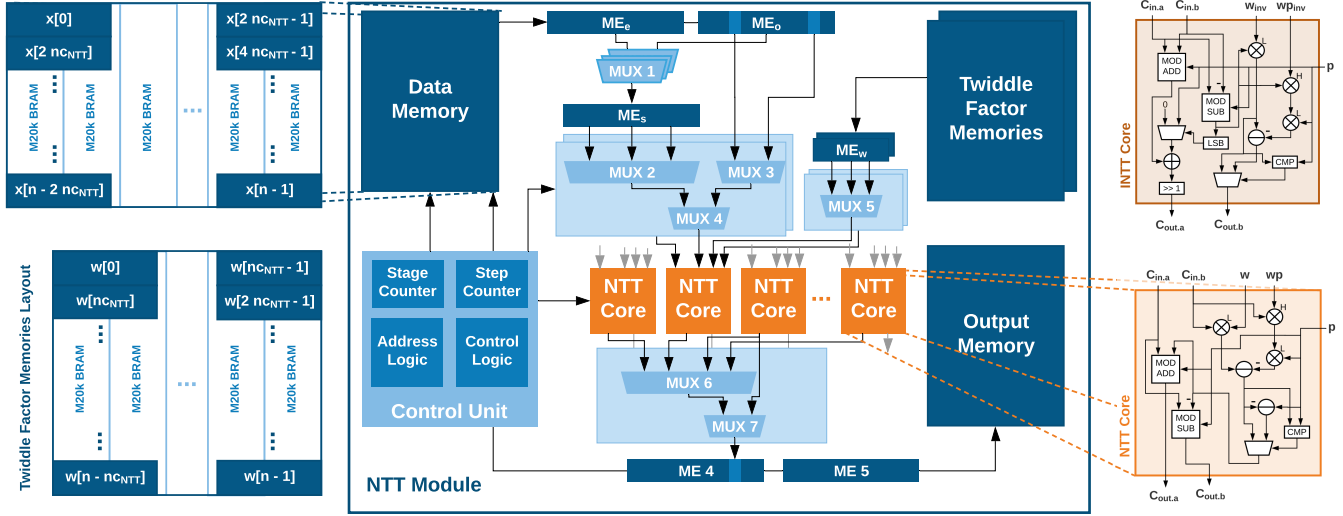 x[0]
x[2 nc_NTT - 1]
x[2 nc_NTT]
x[4 nc_NTT - 1]
M20k BRAM
M20k BRAM
M20k BRAM
...
M20k BRAM
M20k BRAM
x[n - 2 nc_NTT]
x[n - 1]
Twiddle Factor Memories Layout
w[0]
w[nc_NTT - 1]
w[nc_NTT]
w[2 nc_NTT - 1]
M20k BRAM
M20k BRAM
...
M20k BRAM
M20k BRAM
w[n - nc_NTT]
w[n - 1]
Data
Memory
ME_e
ME_o
MUX 1
ME_s
MUX 2
MUX 3
MUX 4
Twiddle
Factor
Memories
ME_w
MUX 5
Stage
Counter
Step
Counter
Address
Logic
Control
Logic
Control Unit
NTT
Core
NTT
Core
NTT
Core
...
NTT
Core
MUX 6
MUX 7
Output
Memory
ME 4
ME 5
NTT Module
INTT Core
C_in.a
C_in.b
w_inv
wp_inv
L
MOD
ADD
p
H
-
MOD
SUB
0
L
LSB
-
CMP
>> 1
C_out.a
C_out.b
NTT Core
C_in.a
C_in.b
w
wp
H
L
p
L
MOD
ADD
-
-
-
MOD
SUB
CMP
C_out.a
C_out.b